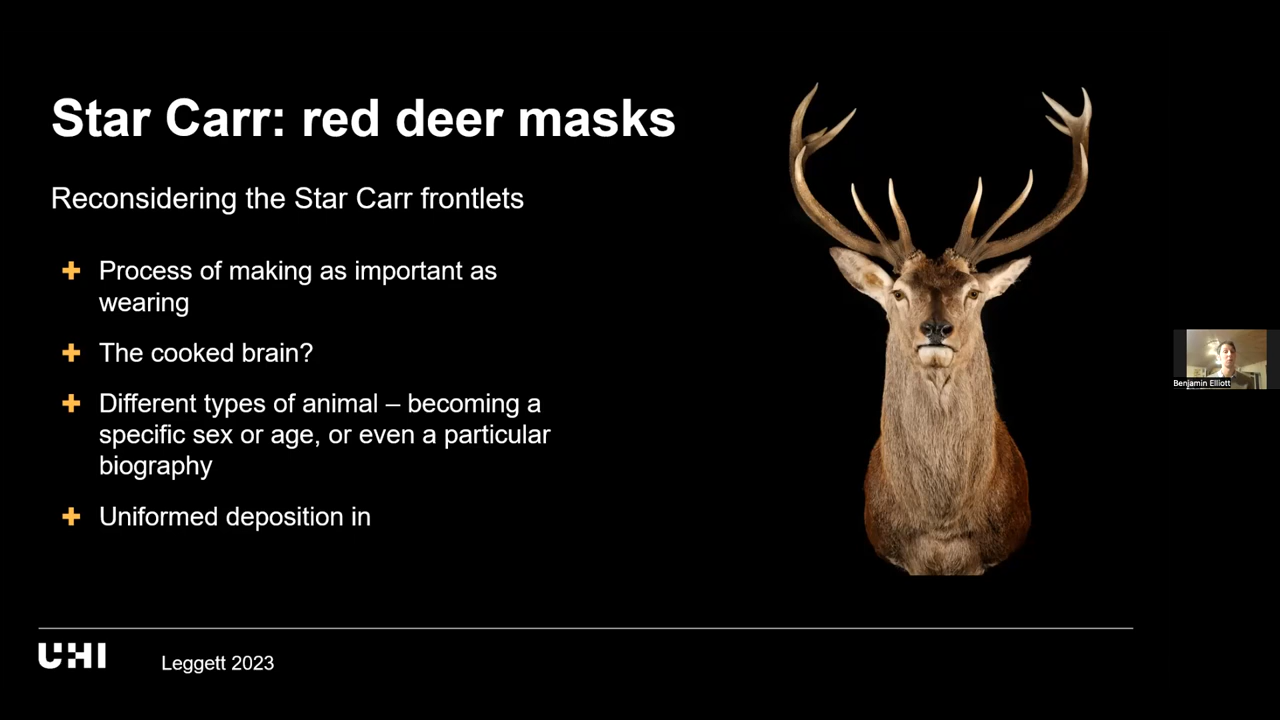 Star Carr: red deer masks
Reconsidering the Star Carr frontlets
Process of making as important as
wearing
The cooked brain?
Different types of animal – becoming a
specific sex or age, or even a particular
biography
Uniformed deposition in
Benjamin Elliott
UHI
Leggett 2023